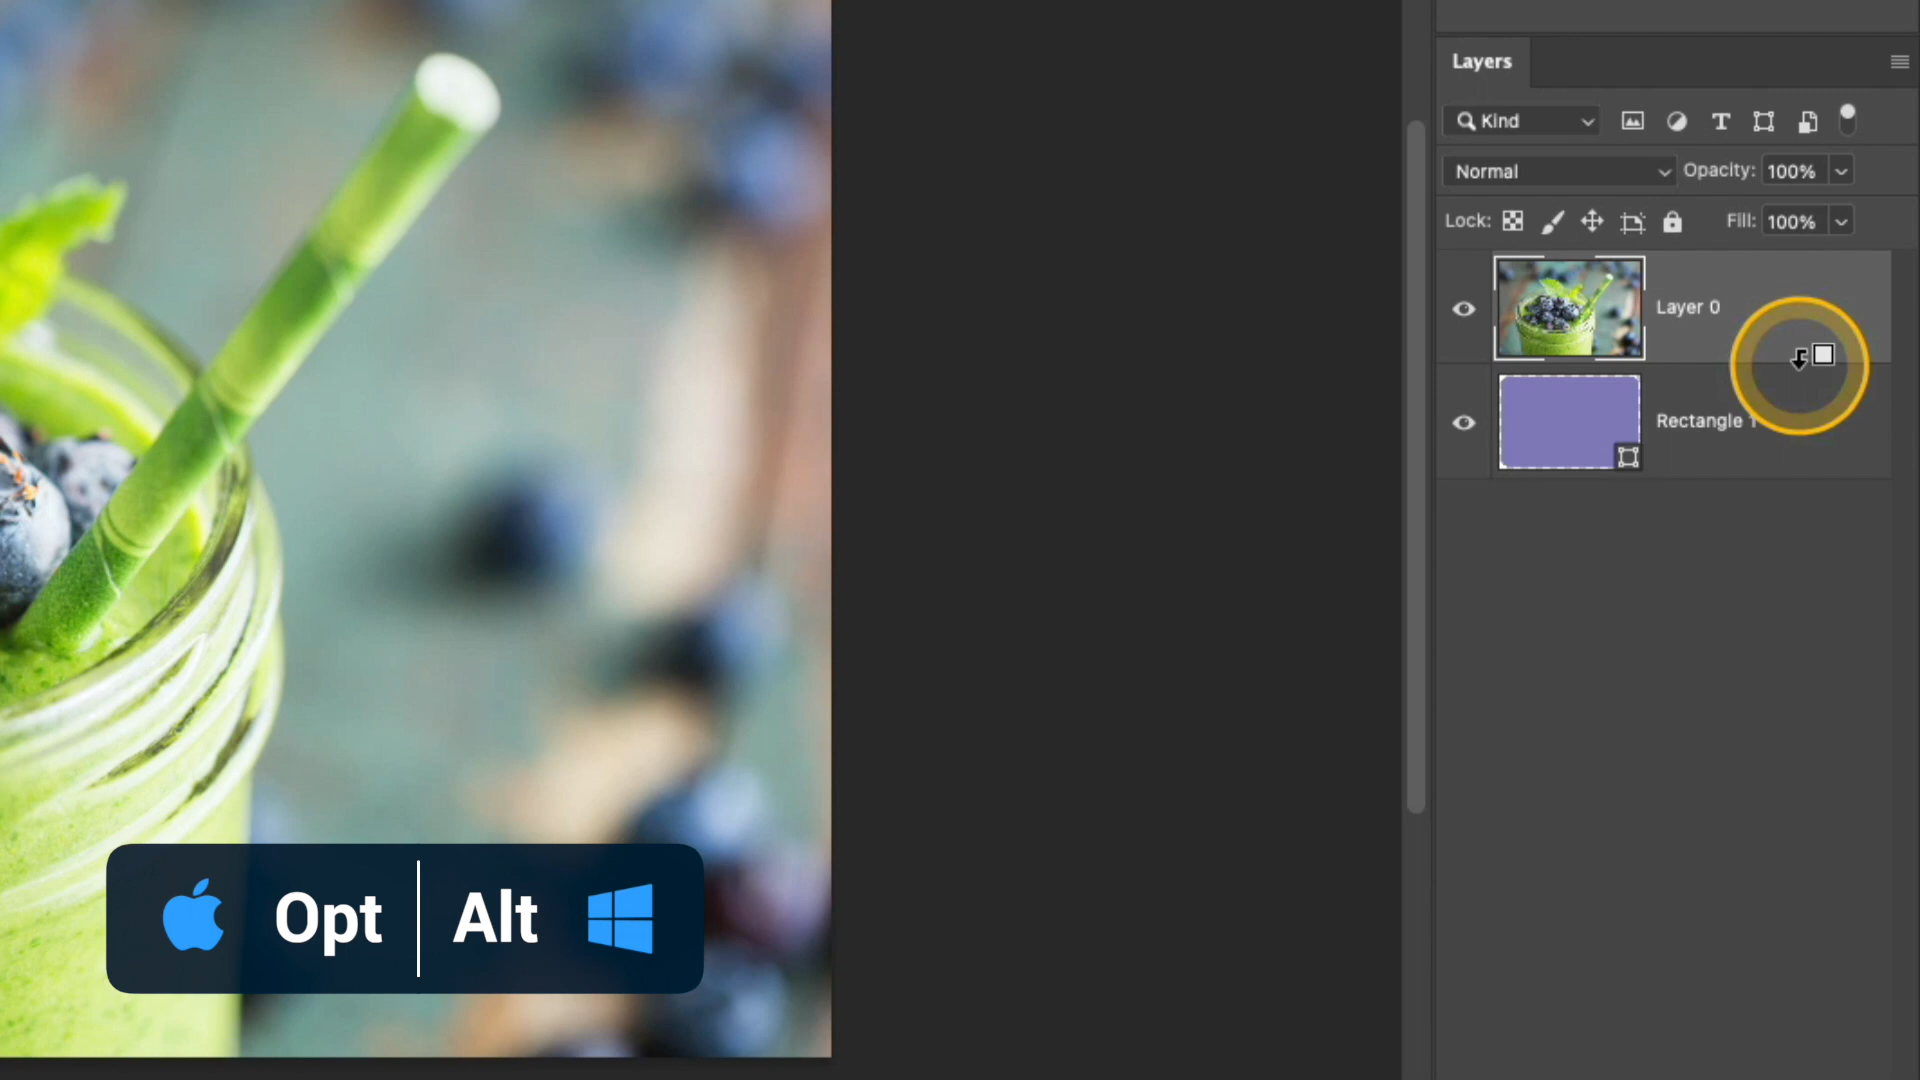 Layers
Kind
Normal
Opacity: 100%
Lock:
Fill: 100%
Layer 0
Rectangle 1
Opt
Alt